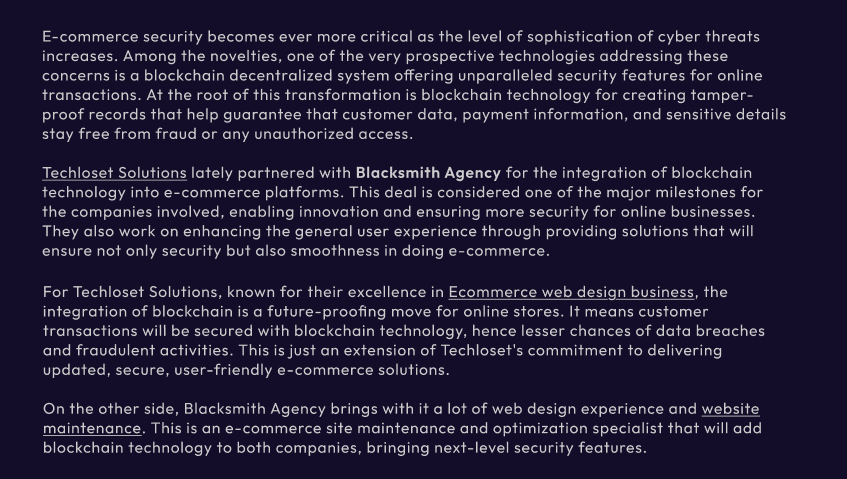 E-commerce security becomes ever more critical as the level of sophistication of cyber threats
increases. Among the novelties, one of the very prospective technologies addressing these
concerns is a blockchain decentralized system offering unparalleled security features for online
transactions. At the root of this transformation is blockchain technology for creating tamper-
proof records that help guarantee that customer data, payment information, and sensitive details
stay free from fraud or any unauthorized access.
Techloset Solutions lately partnered with Blacksmith Agency for the integration of blockchain
technology into e-commerce platforms. This deal is considered one of the major milestones for
the companies involved, enabling innovation and ensuring more security for online businesses.
They also work on enhancing the general user experience through providing solutions that will
ensure not only security but also smoothness in doing e-commerce.
For Techloset Solutions, known for their excellence in Ecommerce web design business, the
integration of blockchain is a future-proofing move for online stores. It means customer
transactions will be secured with blockchain technology, hence lesser chances of data breaches
and fraudulent activities. This is just an extension of Techloset's commitment to delivering
updated, secure, user-friendly e-commerce solutions.
On the other side, Blacksmith Agency brings with it a lot of web design experience and website
maintenance. This is an e-commerce site maintenance and optimization specialist that will add
blockchain technology to both companies, bringing next-level security features.